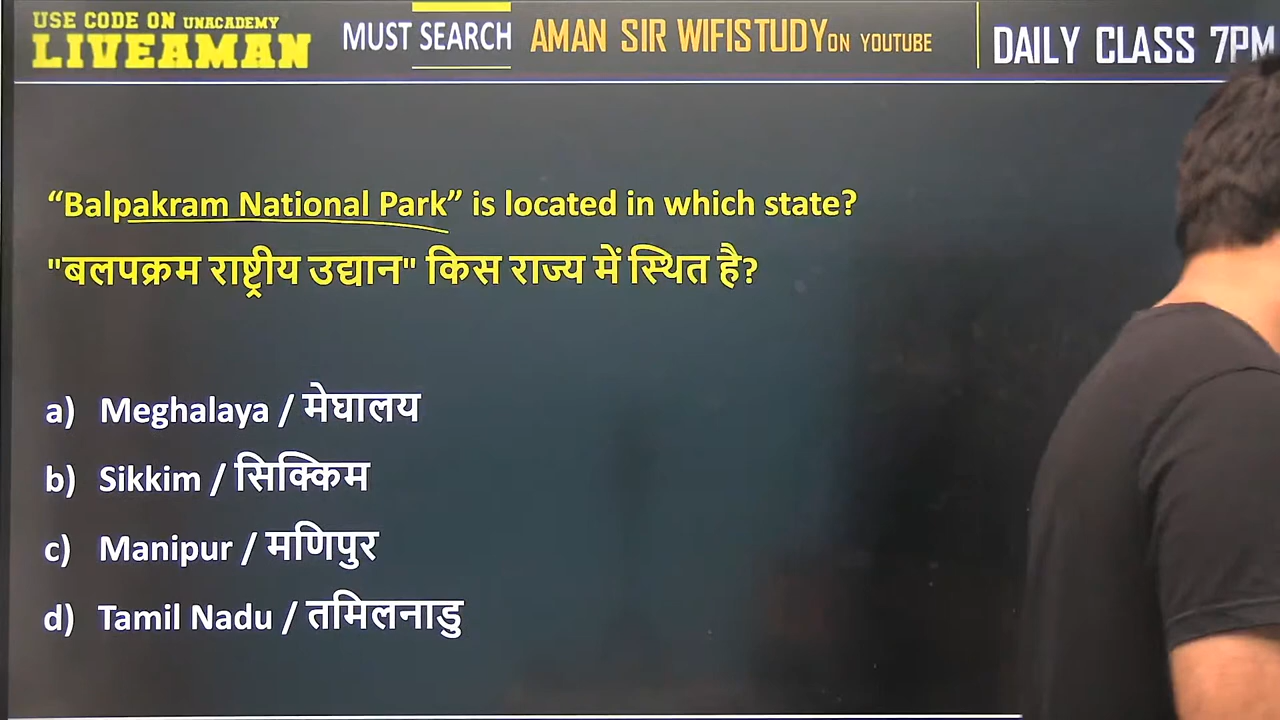 USE CODE ON UNACADEMY
LIVEAMAN
MUST SEARCH AMAN SIR WIFISTUDY ON YOUTUBE
DAILY CLASS 7PM
“Balpakram National Park” is located in which state?
"बलपक्रम राष्ट्रीय उद्यान" किस राज्य में स्थित है?
a) Meghalaya / मेघालय
b) Sikkim / सिक्किम
c) Manipur / मणिपुर
d) Tamil Nadu / तमिलनाडु